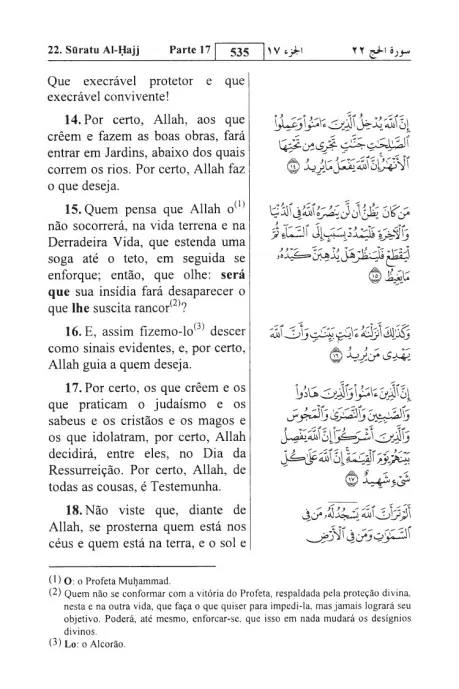 22. Sūratu Al-Ḥajj Parte 17 535 الجزء ١٧ سورة الحج ٢٢
Que execrável protetor e que
execrável convivente!
14. Por certo, Allah, aos que
crêem e fazem as boas obras, fará
entrar em Jardins, abaixo dos quais
correm os rios. Por certo, Allah faz
o que deseja.
15. Quem pensa que Allah o(1)
não socorrerá, na vida terrena e na
Derradeira Vida, que estenda uma
soga até o teto, em seguida se
enforque; então, que olhe: será
que sua insídia fará desaparecer o
que lhe suscita rancor(2)?
16. E, assim fizemo-lo(3) descer
como sinais evidentes, e, por certo,
Allah guia a quem deseja.
17. Por certo, os que crêem e os
que praticam o judaísmo e os
sabeus e os cristãos e os magos e
os que idolatram, por certo, Allah
decidirá, entre eles, no Dia da
Ressurreição. Por certo, Allah, de
todas as cousas, é Testemunha.
18. Não viste que, diante de
Allah, se prosterna quem está nos
céus e quem está na terra, e o sol e
إِنَّ ٱللَّهَ يُدْخِلُ ٱلَّذِينَ ءَامَنُوا۟ وَعَمِلُوا۟
ٱلصَّـٰلِحَـٰتِ جَنَّـٰتٍ تَجْرِى مِن تَحْتِهَا
ٱلْأَنْهَـٰرُ إِنَّ ٱللَّهَ يَفْعَلُ مَا يُرِيدُ ١٤
مَن كَانَ يَظُنُّ أَن لَّن يَنصُرَهُ ٱللَّهُ فِى ٱلدُّنْيَا
وَٱلْـَٔاخِرَةِ فَلْيَمْدُدْ بِسَبَبٍ إِلَى ٱلسَّمَآءِ ثُمَّ
لْيَقْطَعْ فَلْيَنظُرْ هَلْ يُذْهِبَنَّ كَيْدُهُۥ
مَا يَغِيظُ ١٥
وَكَذَٰلِكَ أَنزَلْنَـٰهُ ءَايَـٰتٍۭ بَيِّنَـٰتٍ وَأَنَّ ٱللَّهَ
يَهْدِى مَن يُرِيدُ ١٦
إِنَّ ٱلَّذِينَ ءَامَنُوا۟ وَٱلَّذِينَ هَادُوا۟
وَٱلصَّـٰبِـِٔينَ وَٱلنَّصَـٰرَىٰ وَٱلْمَجُوسَ
وَٱلَّذِينَ أَشْرَكُوٓا۟ إِنَّ ٱللَّهَ يَفْصِلُ
بَيْنَهُمْ يَوْمَ ٱلْقِيَـٰمَةِ إِنَّ ٱللَّهَ عَلَىٰ كُلِّ
شَىْءٍ شَهِيدٌ ١٧
أَلَمْ تَرَ أَنَّ ٱللَّهَ يَسْجُدُ لَهُۥ مَن فِى
ٱلسَّمَـٰوَٰتِ وَمَن فِى ٱلْأَرْضِ
(1) O: o Profeta Muḥammad.
(2) Quem não se conformar com a vitória do Profeta, respaldada pela proteção divina,
nesta e na outra vida, que faça o que quiser para impedi-la, mas jamais logrará seu
objetivo. Poderá, até mesmo, enforcar-se, que isso em nada mudará os desígnios
divinos.
(3) Lo: o Alcorão.